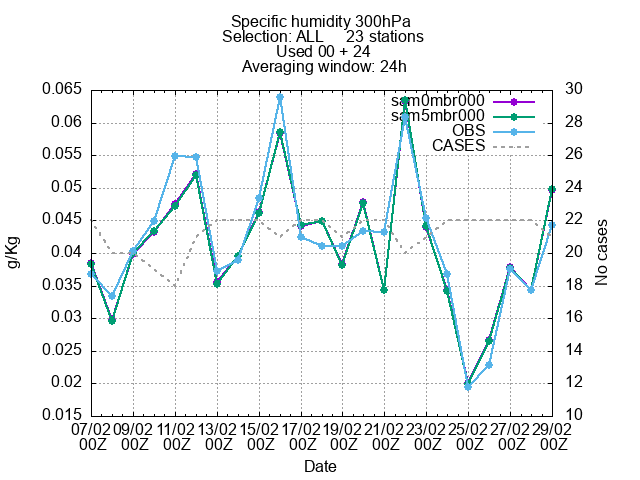 Specific humidity 300hPa
Selection: ALL     23 stations
Used 00 + 24
Averaging window: 24h
sam0mbr000
sam5mbr000
OBS
CASES
0.065
0.06
0.055
0.05
0.045
0.04
0.035
0.03
0.025
0.02
0.015
g/Kg
30
28
26
24
22
20
18
16
14
12
10
No cases
07/02 09/02 11/02 13/02 15/02 17/02 19/02 21/02 23/02 25/02 27/02 29/02
00Z 00Z 00Z 00Z 00Z 00Z 00Z 00Z 00Z 00Z 00Z 00Z
Date